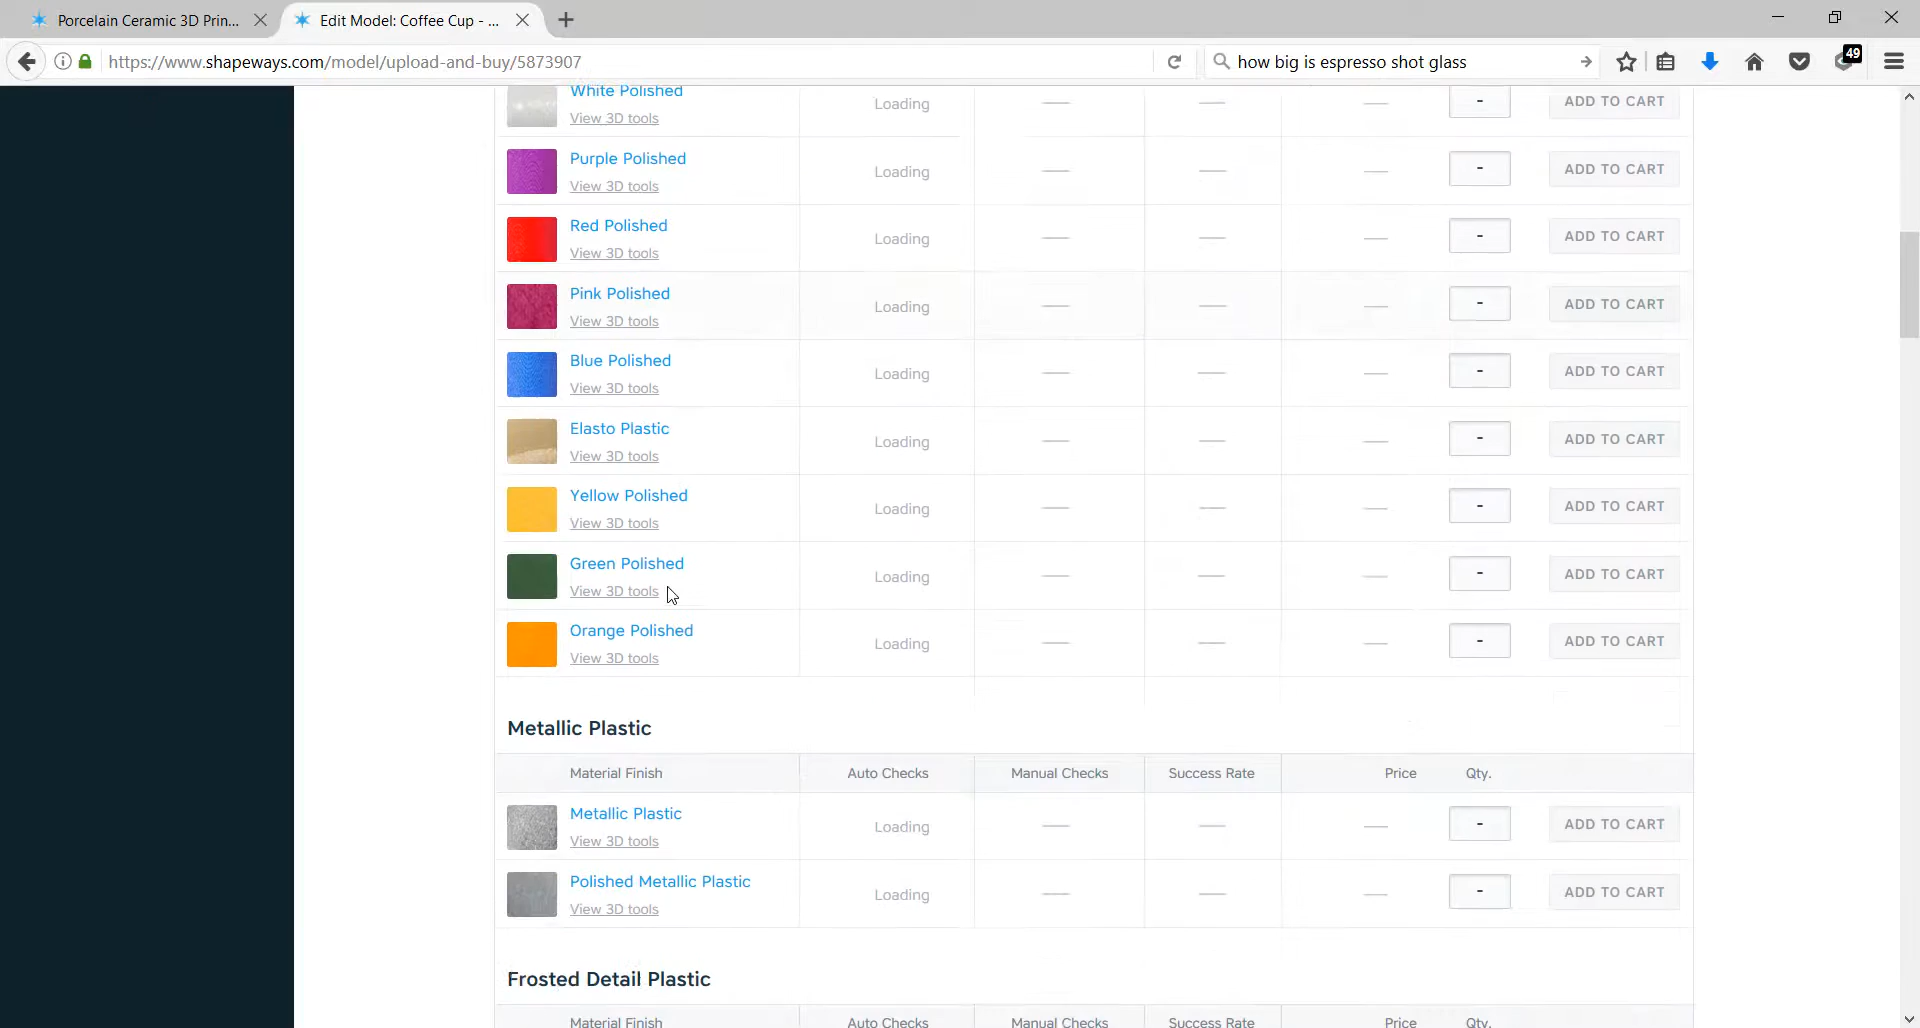 Porcelain Ceramic 3D Prin...
Edit Model: Coffee Cup - ...
https://www.shapeways.com/model/upload-and-buy/5873907
how big is espresso shot glass
49
White Polished
View 3D tools
Loading
-
ADD TO CART
Purple Polished
View 3D tools
Loading
-
ADD TO CART
Red Polished
View 3D tools
Loading
-
ADD TO CART
Pink Polished
View 3D tools
Loading
-
ADD TO CART
Blue Polished
View 3D tools
Loading
-
ADD TO CART
Elasto Plastic
View 3D tools
Loading
-
ADD TO CART
Yellow Polished
View 3D tools
Loading
-
ADD TO CART
Green Polished
View 3D tools
Loading
-
ADD TO CART
Orange Polished
View 3D tools
Loading
-
ADD TO CART
Metallic Plastic
Material Finish Auto Checks Manual Checks Success Rate Price Qty.
Metallic Plastic
View 3D tools
Loading
-
ADD TO CART
Polished Metallic Plastic
View 3D tools
Loading
-
ADD TO CART
Frosted Detail Plastic
Material Finish Auto Checks Manual Checks Success Rate Price Qty.